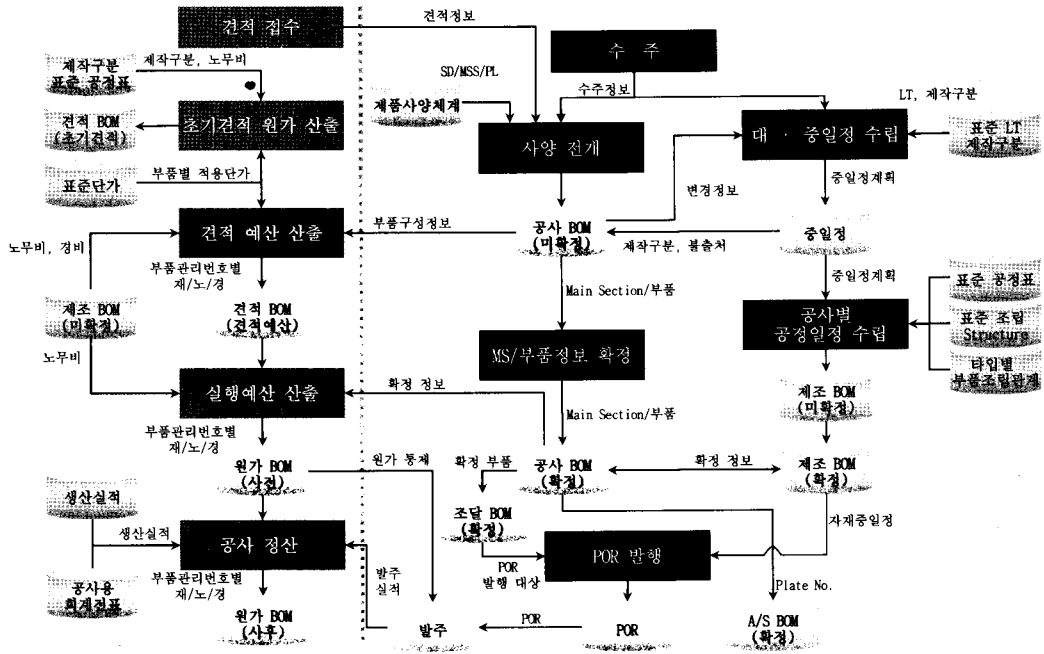 견적 접수
견적정보
수 주
제작구분
표준 공정표
제작구분, 노무비
SD/MSS/PL
수주정보
LT, 제작구분
제품사양체계
견적 BOM
(초기견적)
초기견적 원가 산출
사양 전개
대 · 중일정 수립
표준 LT
제작구분
표준단가
부품별 적용단가
변경정보
중일정계획
노무비, 경비
견적 예산 산출
부품구성정보
공사 BOM
(미확정)
제작구분, 불출처
중일정
부품관리번호별
재/노/경
Main Section/부품
중일정계획
표준 공정표
제조 BOM
(미확정)
견적 BOM
(견적예산)
공사별
공정일정 수립
표준 조립
Structure
노무비
MS/부품정보 확정
타입별
부품조립관계
실행예산 산출
확정 정보
Main Section/부품
제조 BOM
(미확정)
부품관리번호별
재/노/경
원가 BOM
(사전)
원가 통제
확정 부품
공사 BOM
(확정)
확정 정보
제조 BOM
(확정)
생산실적
조달 BOM
(확정)
자재중일정
생산실적
공사 정산
POR 발행
발주
실적
POR
발행 대상
공사용
회계전표
부품관리번호별
재/노/경
Plate No.
원가 BOM
(사후)
발주
POR
POR
A/S BOM
(확정)